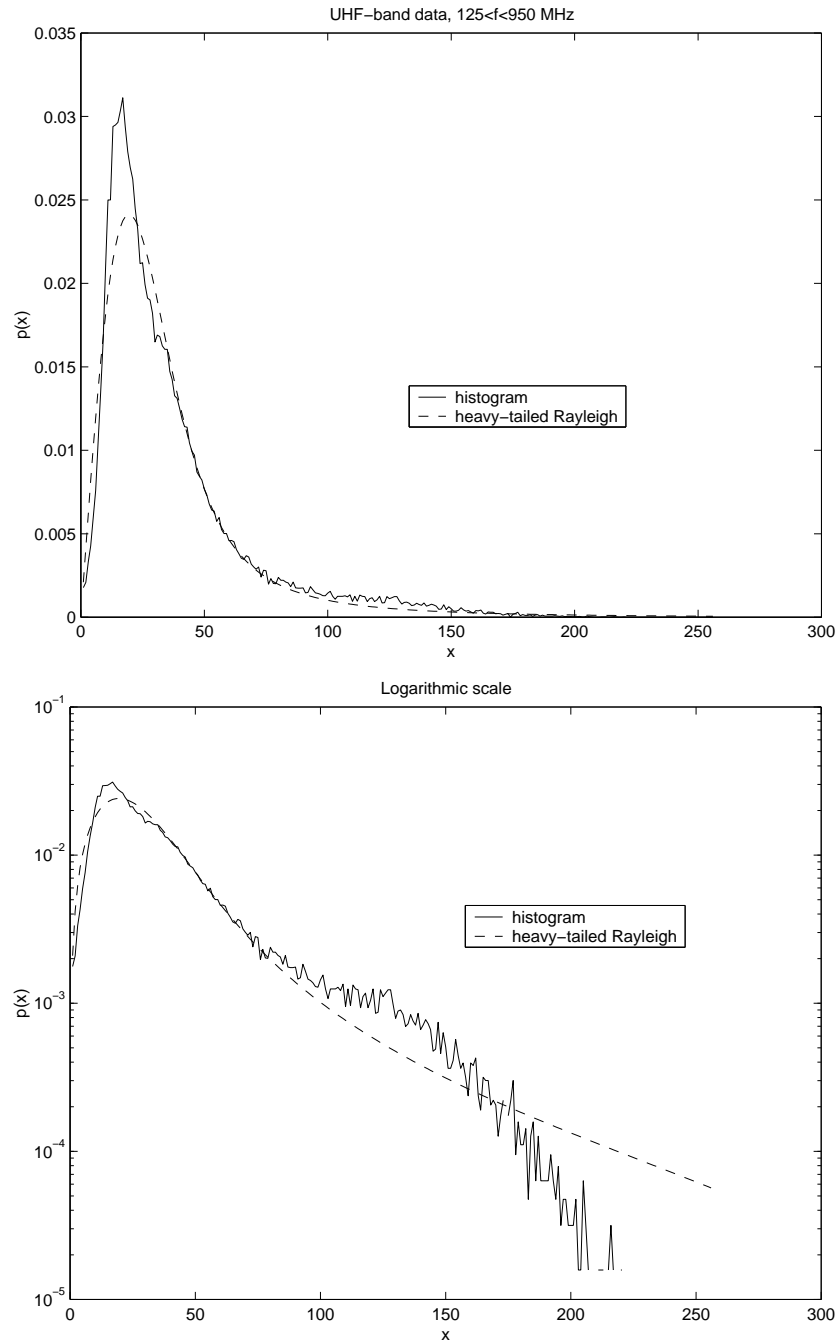 UHF−band data, 125<f<950 MHz
0.035
0.03
0.025
0.02
0.015
0.01
0.005
0
p(x)
histogram
heavy−tailed Rayleigh
0 50 100 150 200 250 300
x
Logarithmic scale
10^−1
10^−2
10^−3
10^−4
10^−5
p(x)
histogram
heavy−tailed Rayleigh
0 50 100 150 200 250 300
x